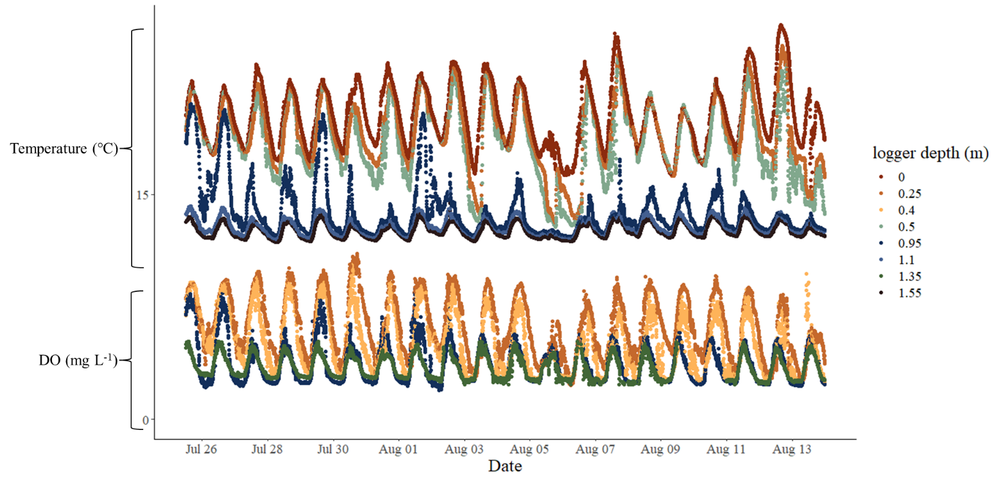 Temperature (°C)
15
DO (mg L-1)
0
Jul 26 Jul 28 Jul 30 Aug 01 Aug 03 Aug 05 Aug 07 Aug 09 Aug 11 Aug 13
Date
logger depth (m)
0
0.25
0.4
0.5
0.95
1.1
1.35
1.55